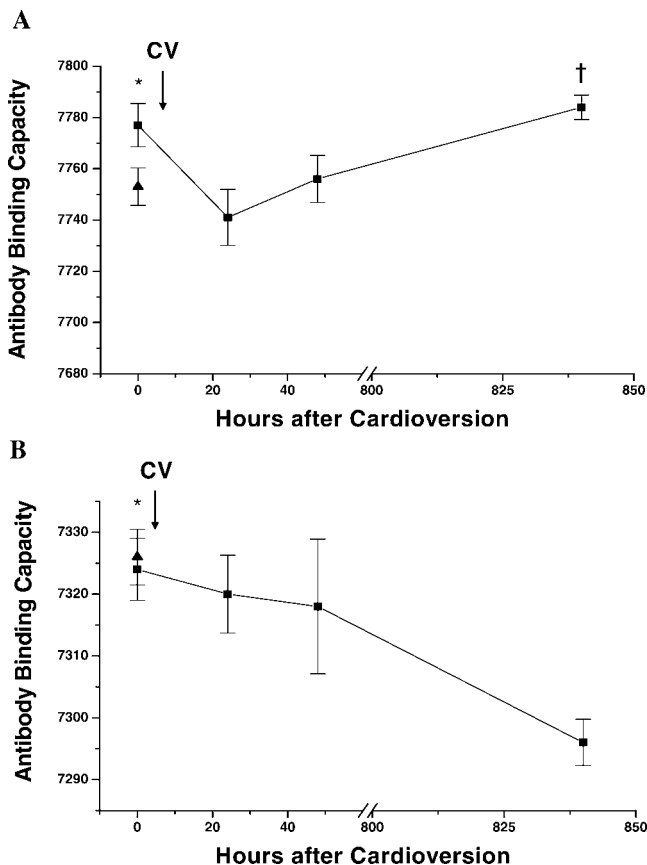 A
CV
*
†
7800
7780
7760
7740
7720
7700
7680
Antibody Binding Capacity
0 20 40 800 825 850
Hours after Cardioversion
B
CV
*
7330
7320
7310
7300
7290
Antibody Binding Capacity
0 20 40 800 825 850
Hours after Cardioversion